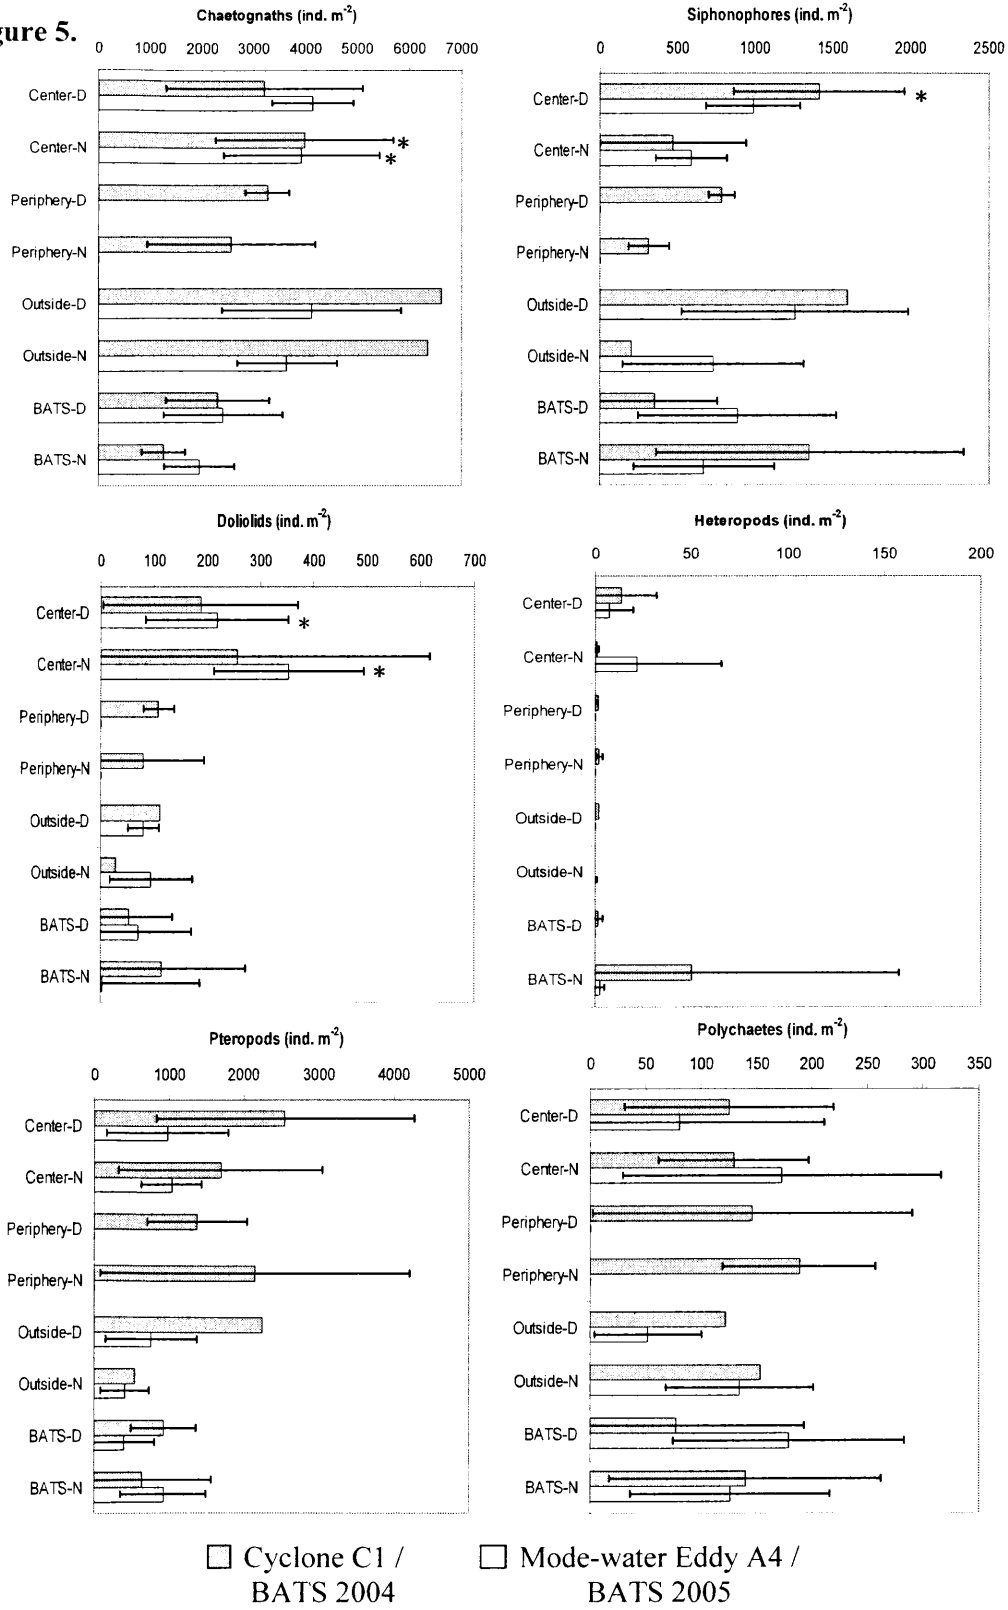 gure 5.
Chaetognaths (ind. m-2)
0 1000 2000 3000 4000 5000 6000 7000
Center-D
Center-N
*
*
Periphery-D
Periphery-N
Outside-D
Outside-N
BATS-D
BATS-N
Siphonophores (ind. m-2)
0 500 1000 1500 2000 2500
Center-D
*
Center-N
Periphery-D
Periphery-N
Outside-D
Outside-N
BATS-D
BATS-N
Doliolids (ind. m-2)
0 100 200 300 400 500 600 700
Center-D
*
Center-N
*
Periphery-D
Periphery-N
Outside-D
Outside-N
BATS-D
BATS-N
Heteropods (ind. m-2)
0 50 100 150 200
Center-D
Center-N
Periphery-D
Periphery-N
Outside-D
Outside-N
BATS-D
BATS-N
Pteropods (ind. m-2)
0 1000 2000 3000 4000 5000
Center-D
Center-N
Periphery-D
Periphery-N
Outside-D
Outside-N
BATS-D
BATS-N
Polychaetes (ind. m-2)
0 50 100 150 200 250 300 350
Center-D
Center-N
Periphery-D
Periphery-N
Outside-D
Outside-N
BATS-D
BATS-N
Cyclone C1 /
BATS 2004
Mode-water Eddy A4 /
BATS 2005